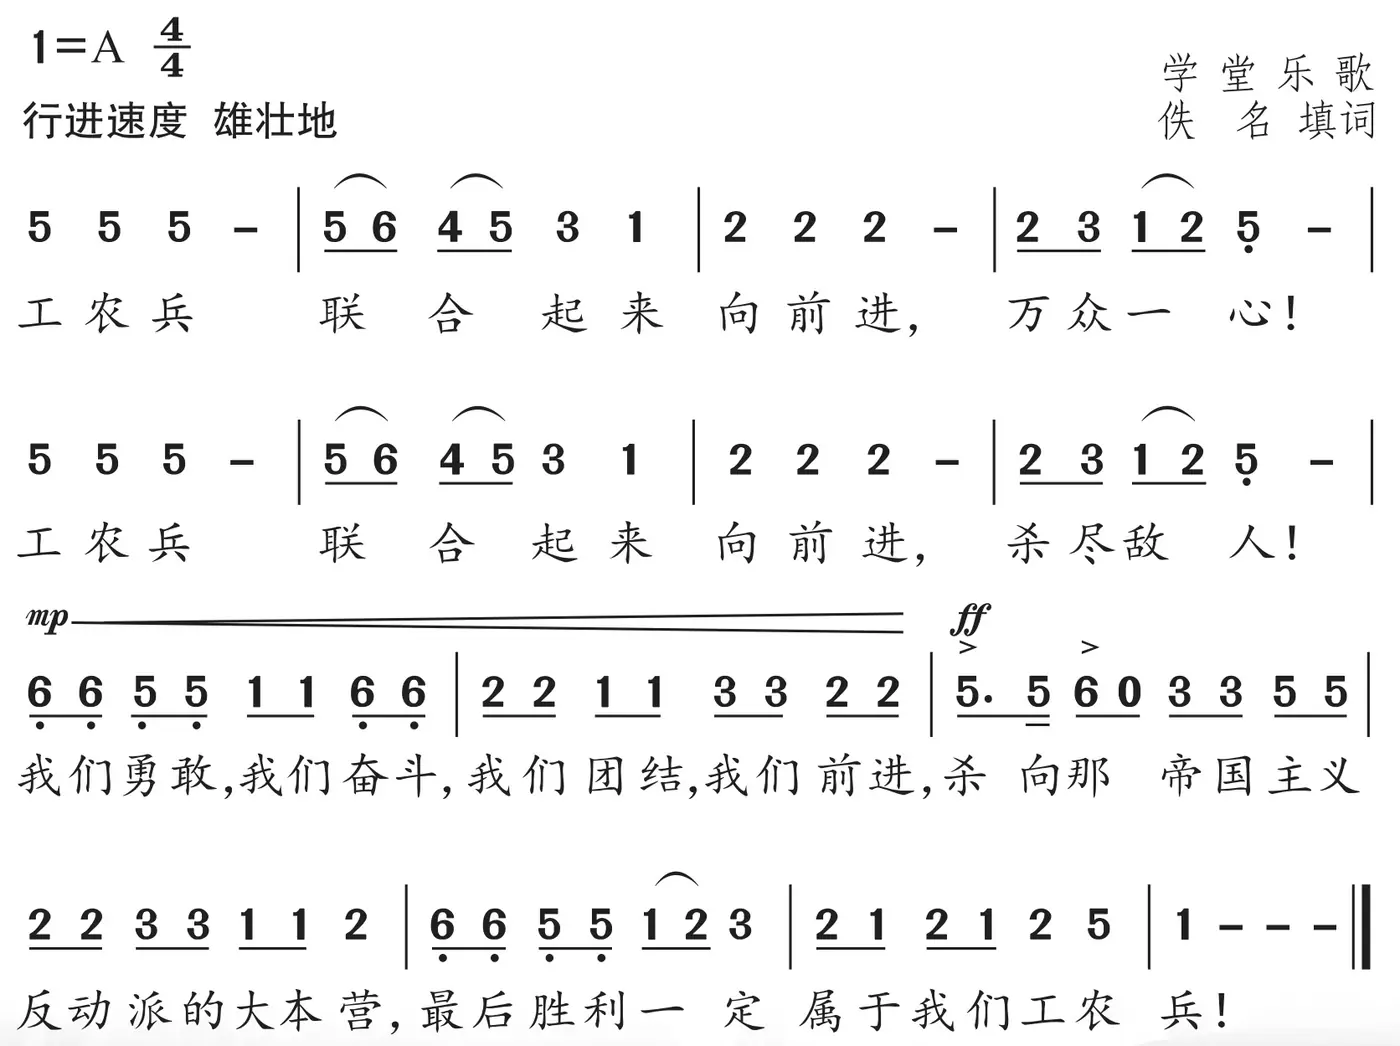 1=A 4/4
学堂乐歌
行进速度 雄壮地
佚名 填词
5 5 5 – | 5 6 4 5 3 1 | 2 2 2 – | 2 3 1 2 5 – |
工农兵 联合起来向前进，万众一心！
5 5 5 – | 5 6 4 5 3 1 | 2 2 2 – | 2 3 1 2 5 – |
工农兵 联合起来向前进，杀尽敌人！
mp ff
> >
6 6 5 5 1 1 6 6 | 2 2 1 1 3 3 2 2 | 5. 5 6 0 3 3 5 5 |
我们勇敢，我们奋斗，我们团结，我们前进，杀向那帝国主义
2 2 3 3 1 1 2 | 6 6 5 5 1 2 3 | 2 1 2 1 2 5 | 1 – – – ‖
反动派的大本营，最后胜利一定属于我们工农兵！